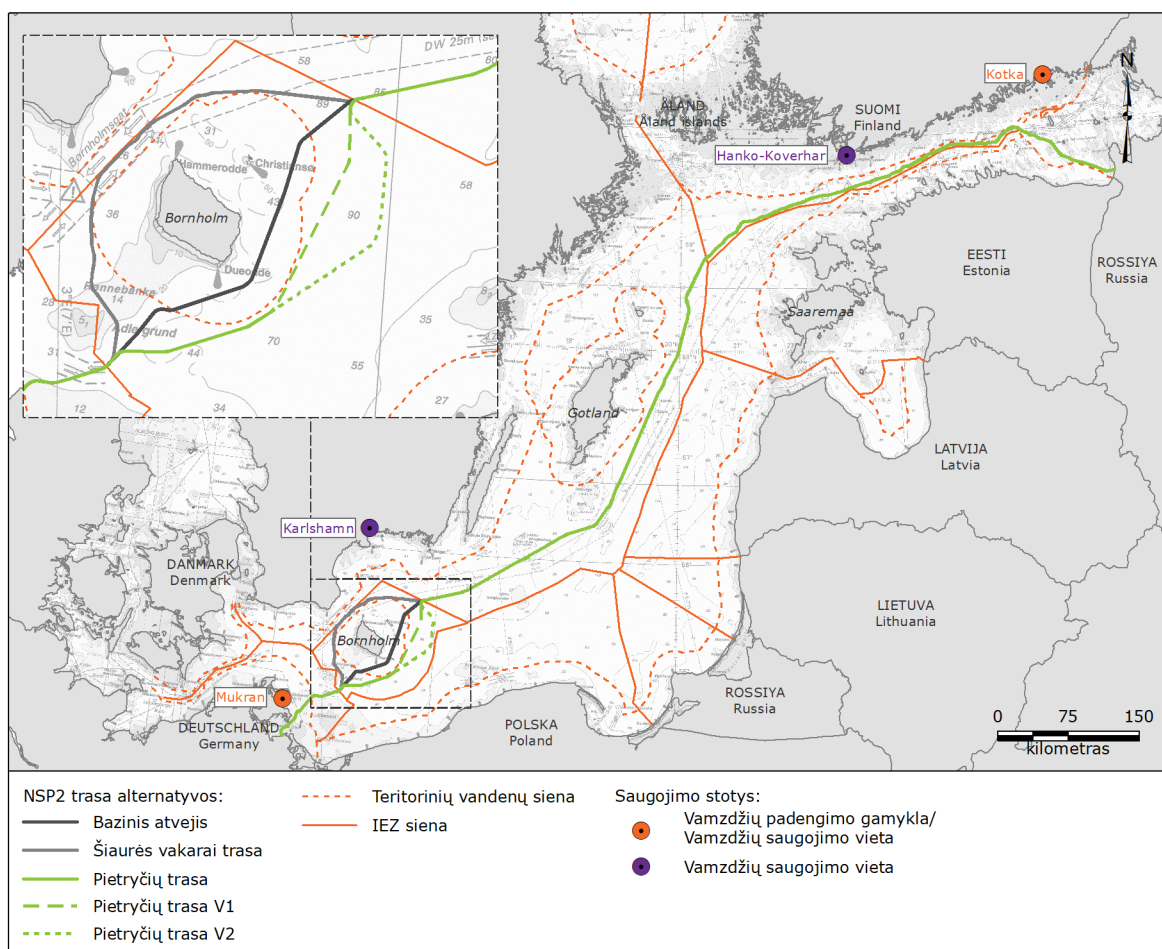 DW 25m
58
60
85
89
31
Bornholmsgat
Hammerodde
Christiansø
58
43
36
Bornholm
90
Dueodde
Rønnebanke
14
28
Adlergrund
35
70
31
44
55
12
34
27
Kotka
N
ÅLAND
Åland islands
SUOMI
Finland
Hanko-Koverhar
EESTI
Estonia
ROSSIYA
Russia
Saaremaa
Gotland
LATVIJA
Latvia
Karlshamn
DANMARK
Denmark
LIETUVA
Lithuania
Bornholm
Mukran
DEUTSCHLAND
Germany
POLSKA
Poland
ROSSIYA
Russia
0 75 150
kilometras
NSP2 trasa alternatyvos:
Bazinis atvejis
Šiaurės vakarai trasa
Pietryčių trasa
Pietryčių trasa V1
Pietryčių trasa V2
Teritorinių vandenų siena
IEZ siena
Saugojimo stotys:
Vamzdžių padengimo gamykla/
Vamzdžių saugojimo vieta
Vamzdžių saugojimo vieta